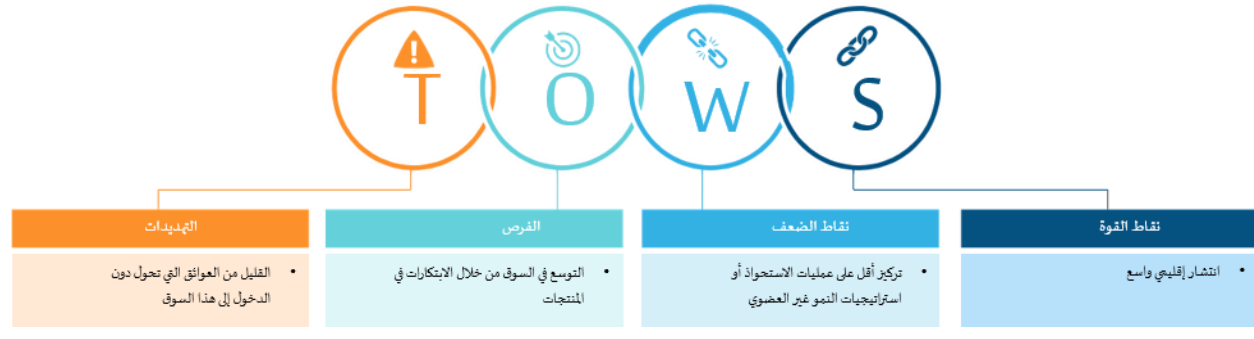 S
W
O
T
نقاط القوة
• انتشار إقليمي واسع
نقاط الضعف
• تركيز أقل على عمليات الاستحواذ أو
استراتيجيات النمو غير العضوي
الفرص
• التوسع في السوق من خلال الابتكارات في
المنتجات
التهديدات
• القليل من العوائق التي تحول دون
الدخول إلى هذا السوق